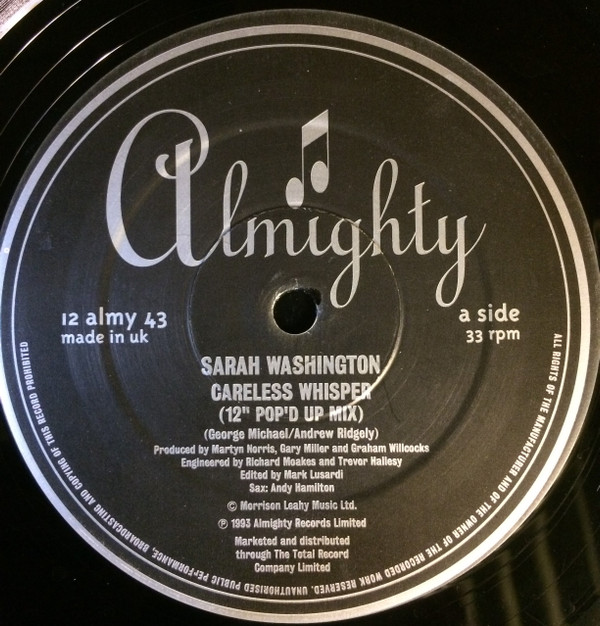 Almighty
12 almy 43
made in uk
a side
33 rpm
SARAH WASHINGTON
CARELESS WHISPER
(12" POP'D UP MIX)
(George Michael/Andrew Ridgely)
Produced by Martyn Norris, Gary Miller and Graham Willcocks
Engineered by Richard Meakes and Trevor Hallesy
Edited by Mark Lusardi
Sax: Andy Hamilton
© Morrison Leahy Music Ltd.
℗ 1993 Almighty Records Limited
Marketed and distributed
through The Total Record
Company Limited
ALL RIGHTS OF THE MANUFACTURER AND OF THE OWNER OF THE RECORDED WORK RESERVED. UNAUTHORISED PUBLIC PERFORMANCE, BROADCASTING AND COPYING OF THIS RECORD PROHIBITED